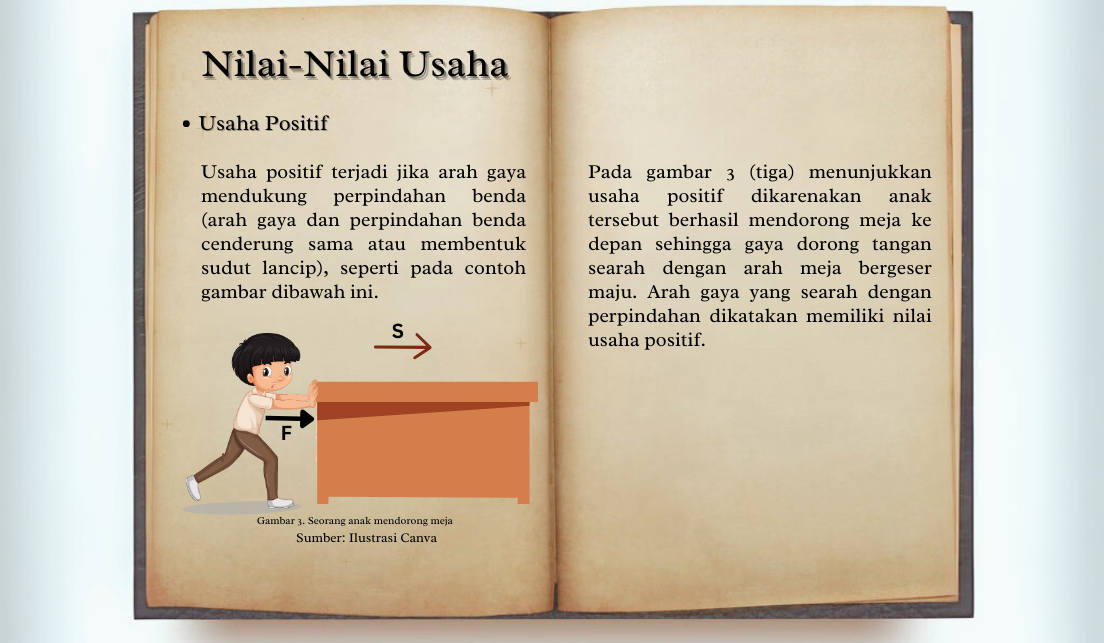 Nilai-Nilai Usaha
• Usaha Positif
Usaha positif terjadi jika arah gaya
mendukung perpindahan benda
(arah gaya dan perpindahan benda
cenderung sama atau membentuk
sudut lancip), seperti pada contoh
gambar dibawah ini.
S
F
Gambar 3. Seorang anak mendorong meja
Sumber: Ilustrasi Canva
Pada gambar 3 (tiga) menunjukkan
usaha positif dikarenakan anak
tersebut berhasil mendorong meja ke
depan sehingga gaya dorong tangan
searah dengan arah meja bergeser
maju. Arah gaya yang searah dengan
perpindahan dikatakan memiliki nilai
usaha positif.